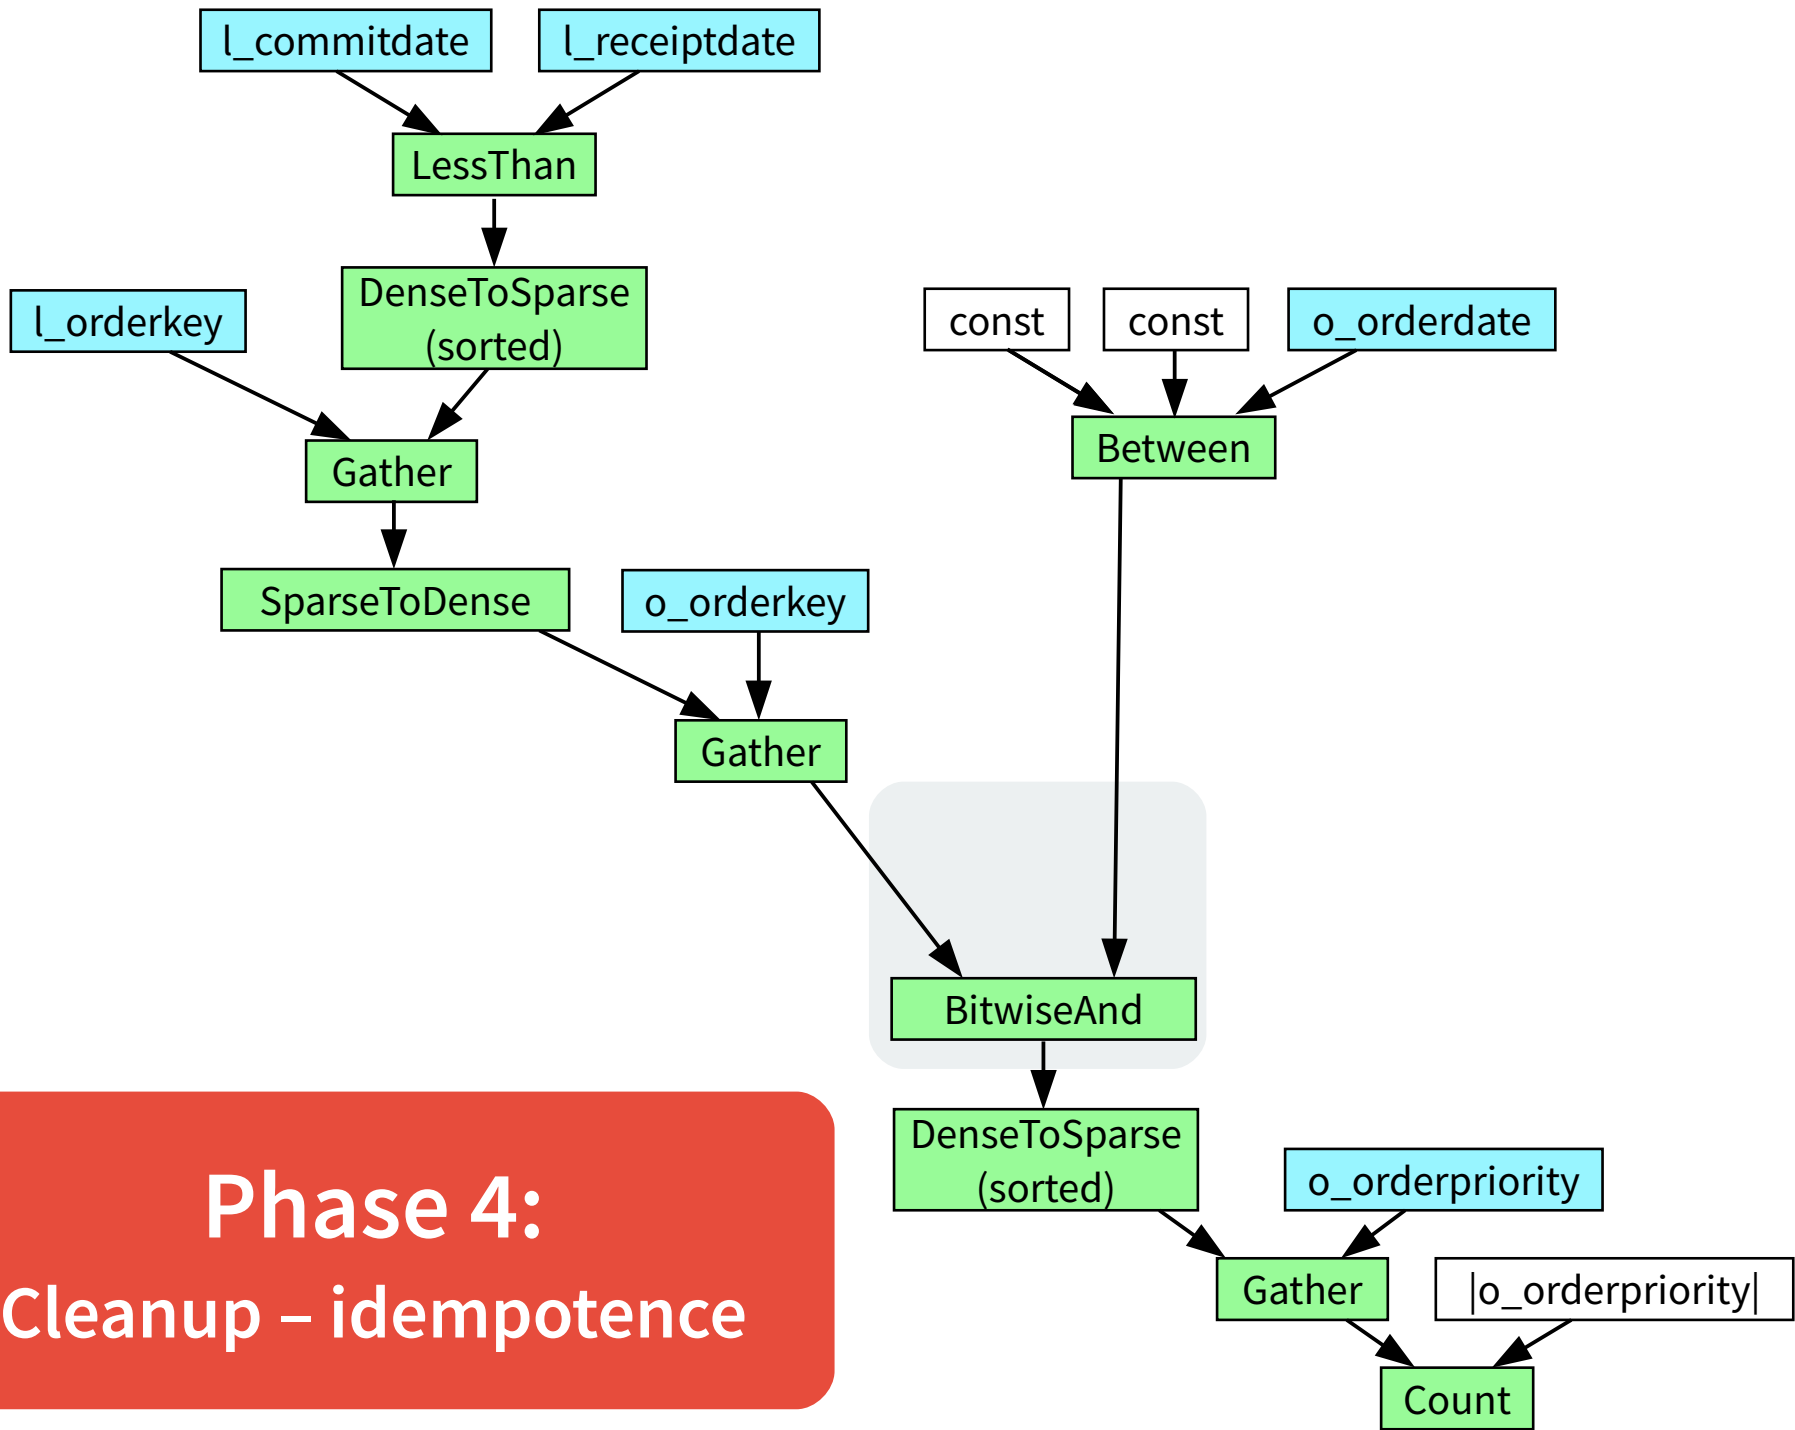 l_commitdate
l_receiptdate
LessThan
DenseToSparse
(sorted)
l_orderkey
const
const
o_orderdate
Gather
Between
SparseToDense
o_orderkey
Gather
BitwiseAnd
DenseToSparse
(sorted)
o_orderpriority
Gather
|o_orderpriority|
Count
Phase 4:
Cleanup – idempotence